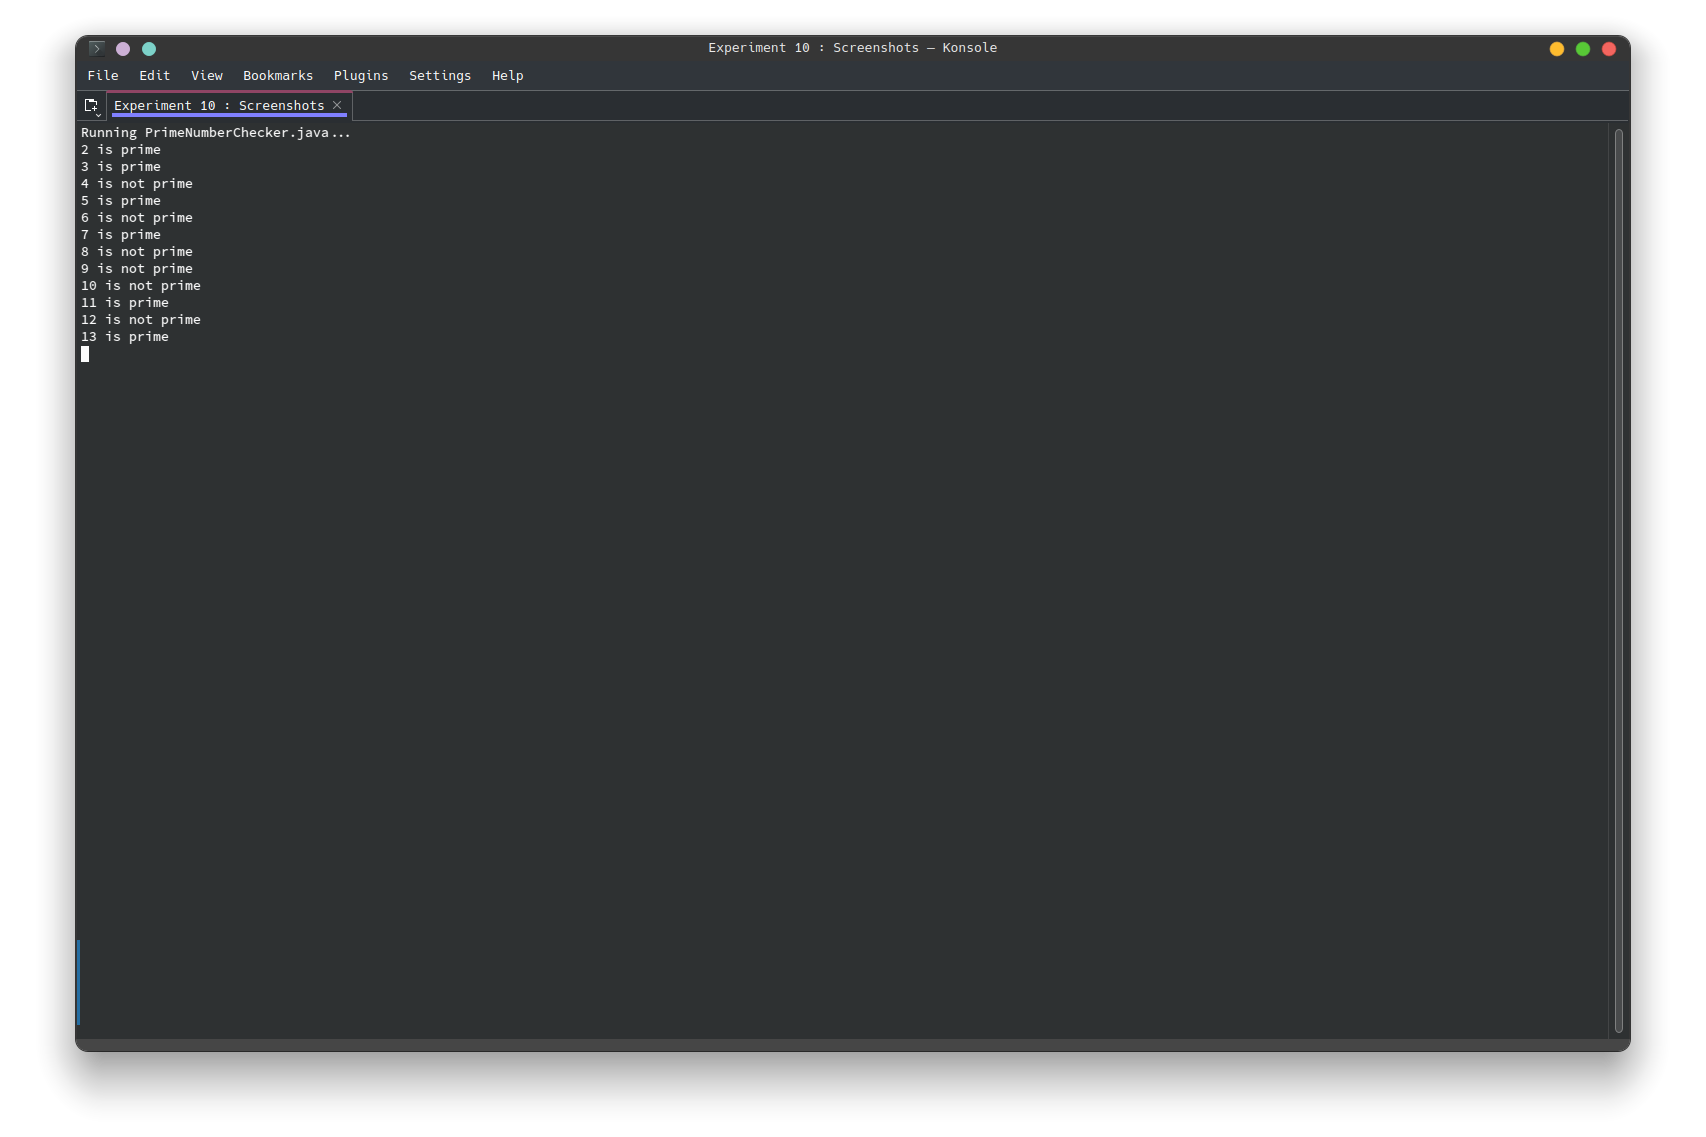 Experiment 10 : Screenshots — Konsole
File Edit View Bookmarks Plugins Settings Help
Experiment 10 : Screenshots
Running PrimeNumberChecker.java...
2 is prime
3 is prime
4 is not prime
5 is prime
6 is not prime
7 is prime
8 is not prime
9 is not prime
10 is not prime
11 is prime
12 is not prime
13 is prime